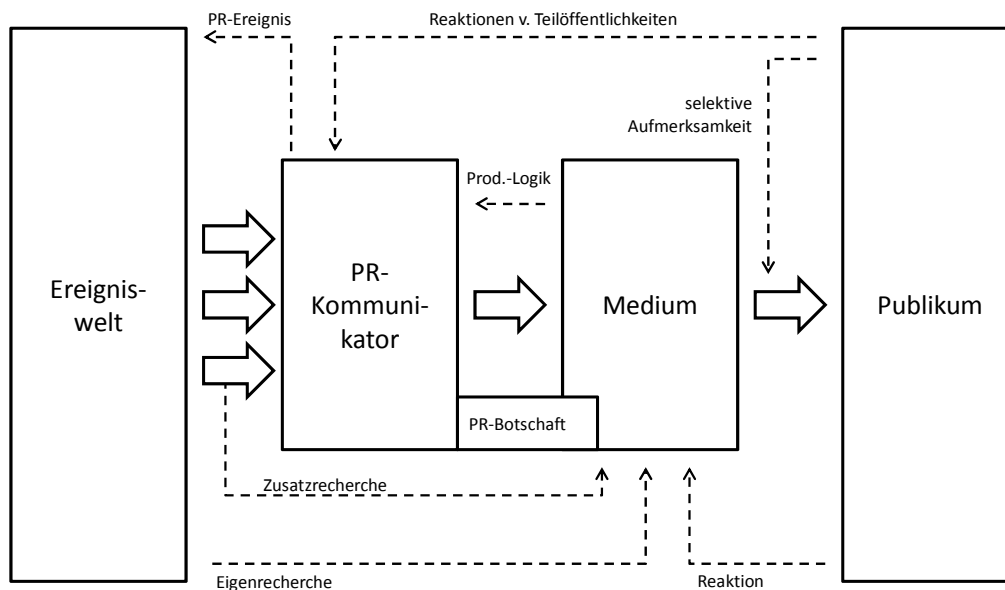 PR-Ereignis
Reaktionen v. Teilöffentlichkeiten
selektive
Aufmerksamkeit
Prod.-Logik
Ereignis-
welt
PR-
Kommuni-
kator
Medium
Publikum
PR-Botschaft
Zusatzrecherche
Eigenrecherche
Reaktion